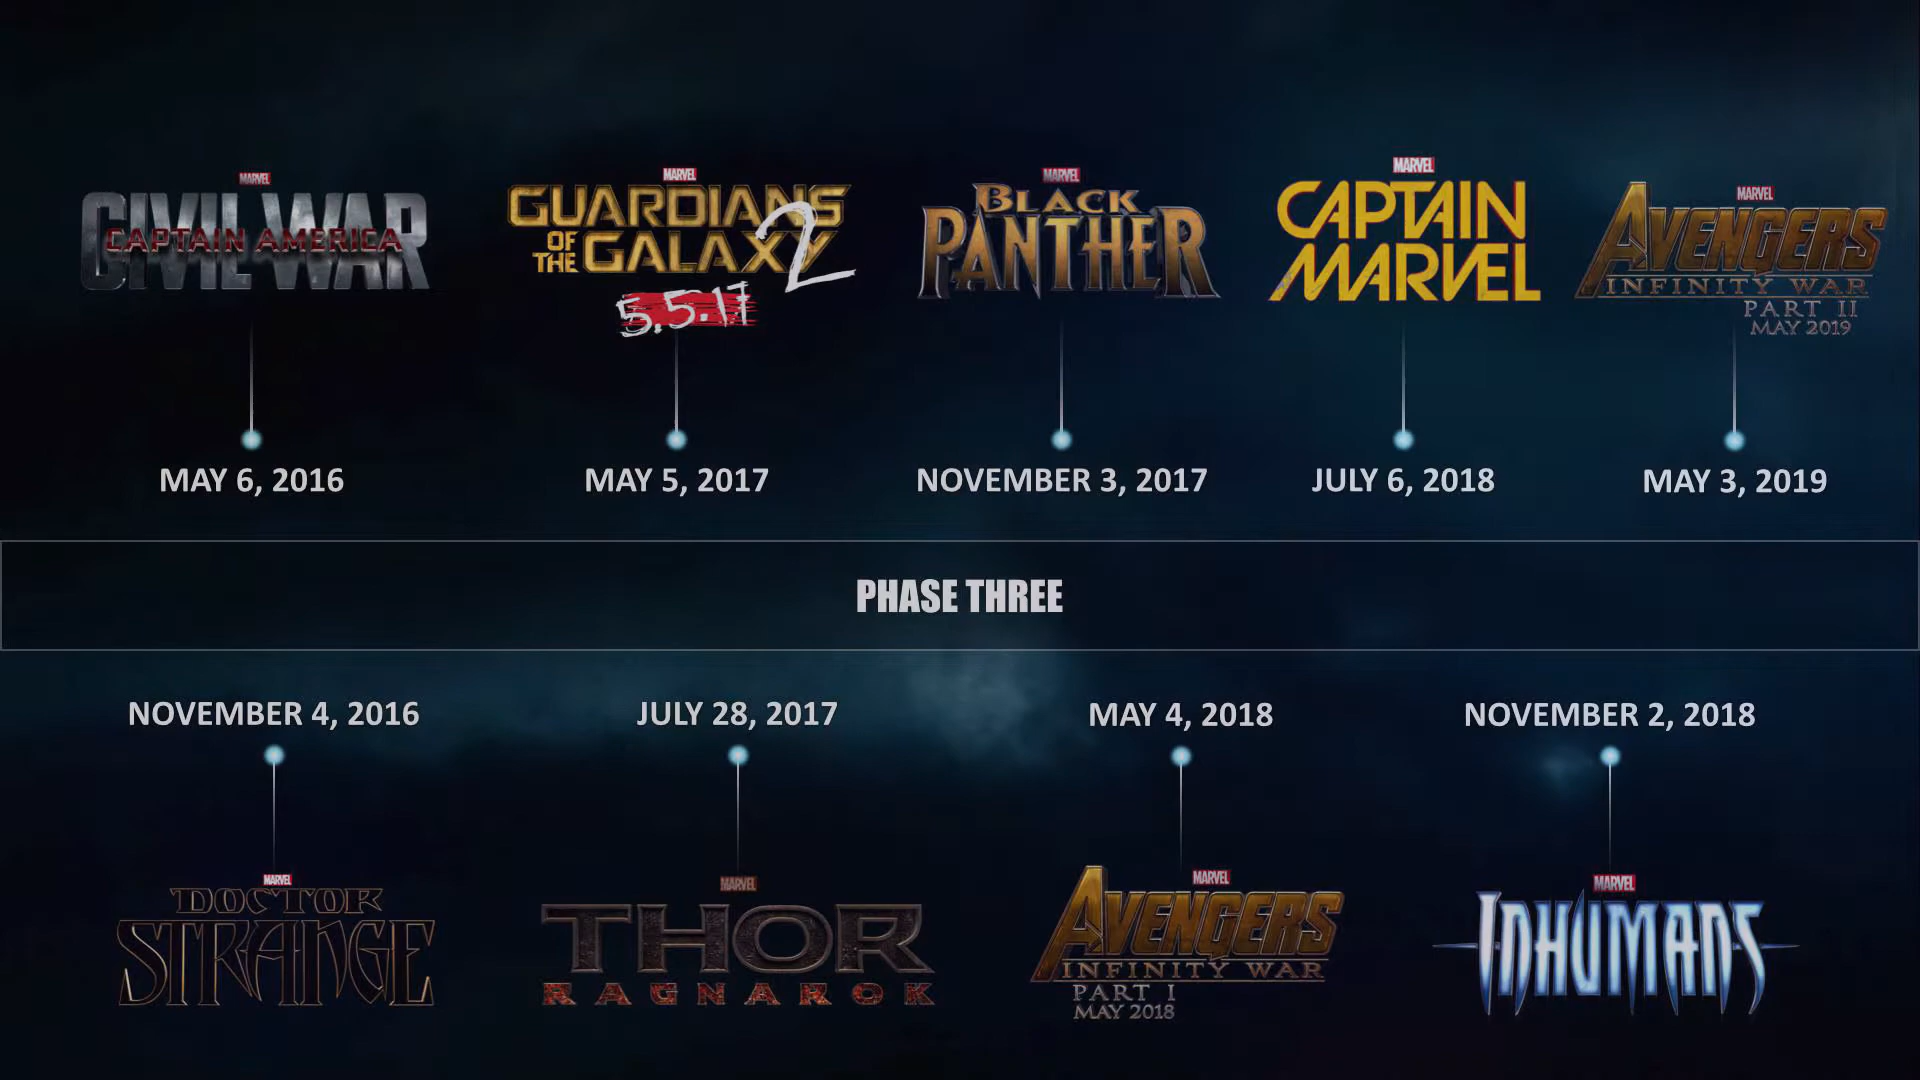 MARVEL
CIVIL WAR
CAPTAIN AMERICA
MAY 6, 2016
MARVEL
GUARDIANS
OF
THE GALAXY 2
5.5.17
MAY 5, 2017
MARVEL
BLACK
PANTHER
NOVEMBER 3, 2017
MARVEL
CAPTAIN
MARVEL
JULY 6, 2018
MARVEL
AVENGERS
INFINITY WAR
PART II
MAY 2019
MAY 3, 2019
PHASE THREE
NOVEMBER 4, 2016
MARVEL
DOCTOR
STRANGE
JULY 28, 2017
MARVEL
THOR
RAGNAROK
MAY 4, 2018
MARVEL
AVENGERS
INFINITY WAR
PART I
MAY 2018
NOVEMBER 2, 2018
MARVEL
INHUMANS